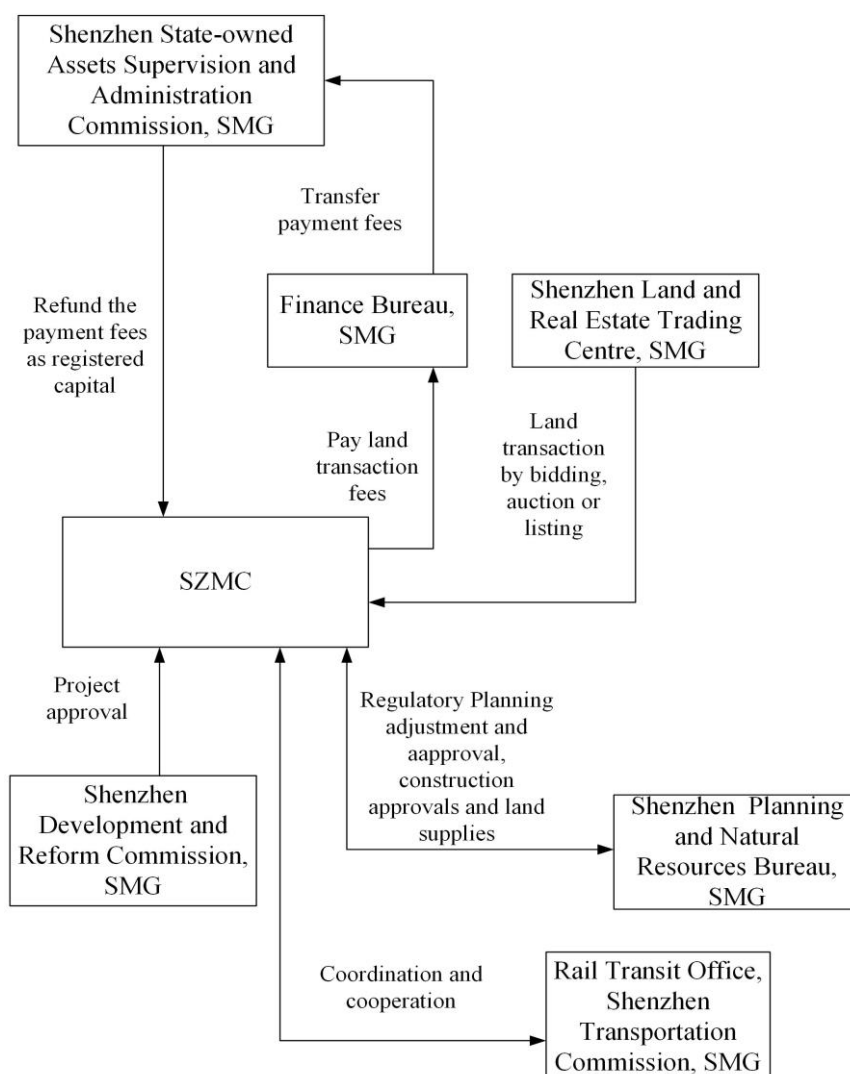 Shenzhen State-owned
Assets Supervision and
Administration
Commission, SMG
Transfer
payment fees
Refund the
payment fees
as registered
capital
Finance Bureau,
SMG
Shenzhen Land and
Real Estate Trading
Centre, SMG
Pay land
transaction
fees
Land
transaction
by bidding,
auction or
listing
SZMC
Project
approval
Regulatory Planning
adjustment and
aapproval,
construction
approvals and land
supplies
Shenzhen
Development and
Reform Commission,
SMG
Shenzhen Planning
and Natural
Resources Bureau,
SMG
Coordination and
cooperation
Rail Transit Office,
Shenzhen
Transportation
Commission, SMG